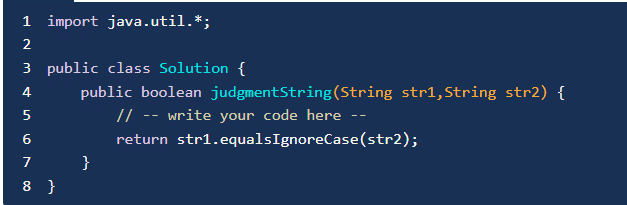 1 import java.util.*;
2
3 public class Solution {
4     public boolean judgmentString(String str1,String str2) {
5         // -- write your code here --
6         return str1.equalsIgnoreCase(str2);
7     }
8 }